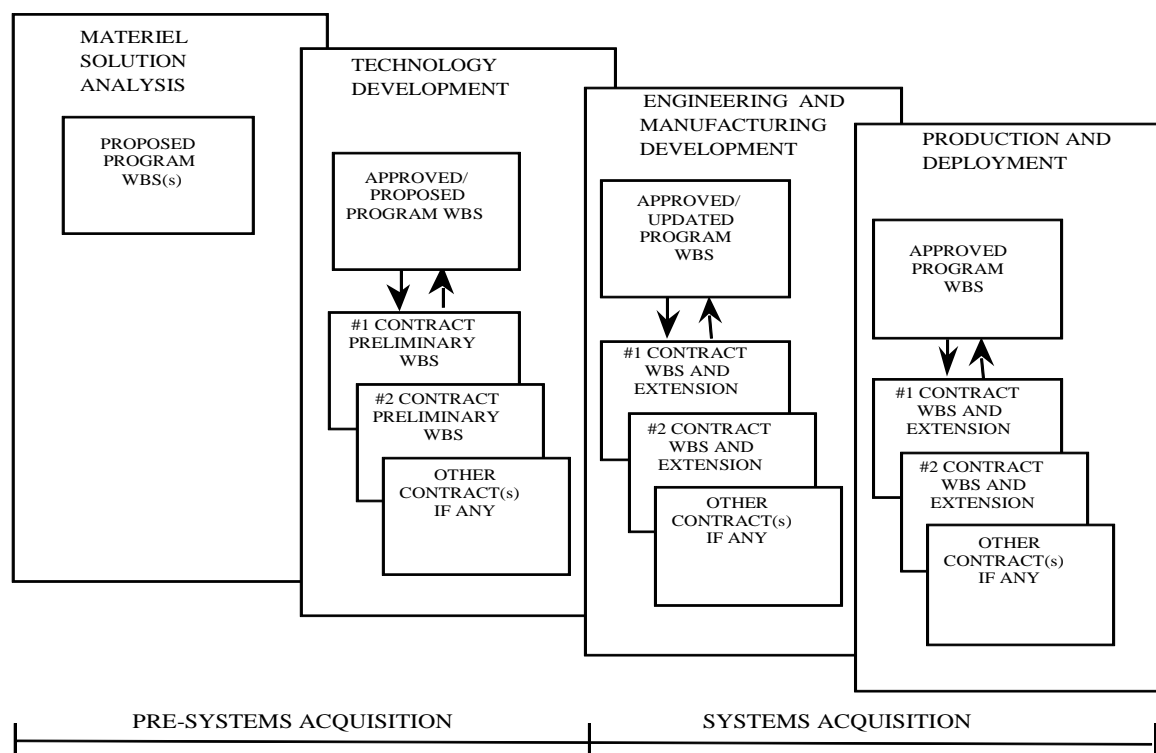 MATERIEL
SOLUTION
ANALYSIS
PROPOSED
PROGRAM
WBS(s)
TECHNOLOGY
DEVELOPMENT
APPROVED/
PROPOSED
PROGRAM WBS
#1 CONTRACT
PRELIMINARY
WBS
#2 CONTRACT
PRELIMINARY
WBS
OTHER
CONTRACT(s)
IF ANY
ENGINEERING AND
MANUFACTURING
DEVELOPMENT
APPROVED/
UPDATED
PROGRAM
WBS
#1 CONTRACT
WBS AND
EXTENSION
#2 CONTRACT
WBS AND
EXTENSION
OTHER
CONTRACT(s)
IF ANY
PRODUCTION AND
DEPLOYMENT
APPROVED
PROGRAM
WBS
#1 CONTRACT
WBS AND
EXTENSION
#2 CONTRACT
WBS AND
EXTENSION
OTHER
CONTRACT(s)
IF ANY
PRE-SYSTEMS ACQUISITION
SYSTEMS ACQUISITION